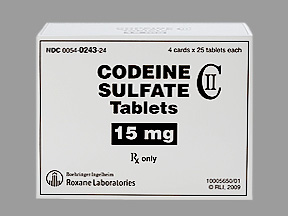 NDC 0054-0243-24
4 cards x 25 tablets each
CODEINE
SULFATE CII
Tablets
15 mg
Rx only
Boehringer Ingelheim
Roxane Laboratories
10005650/01
© RLI, 2009